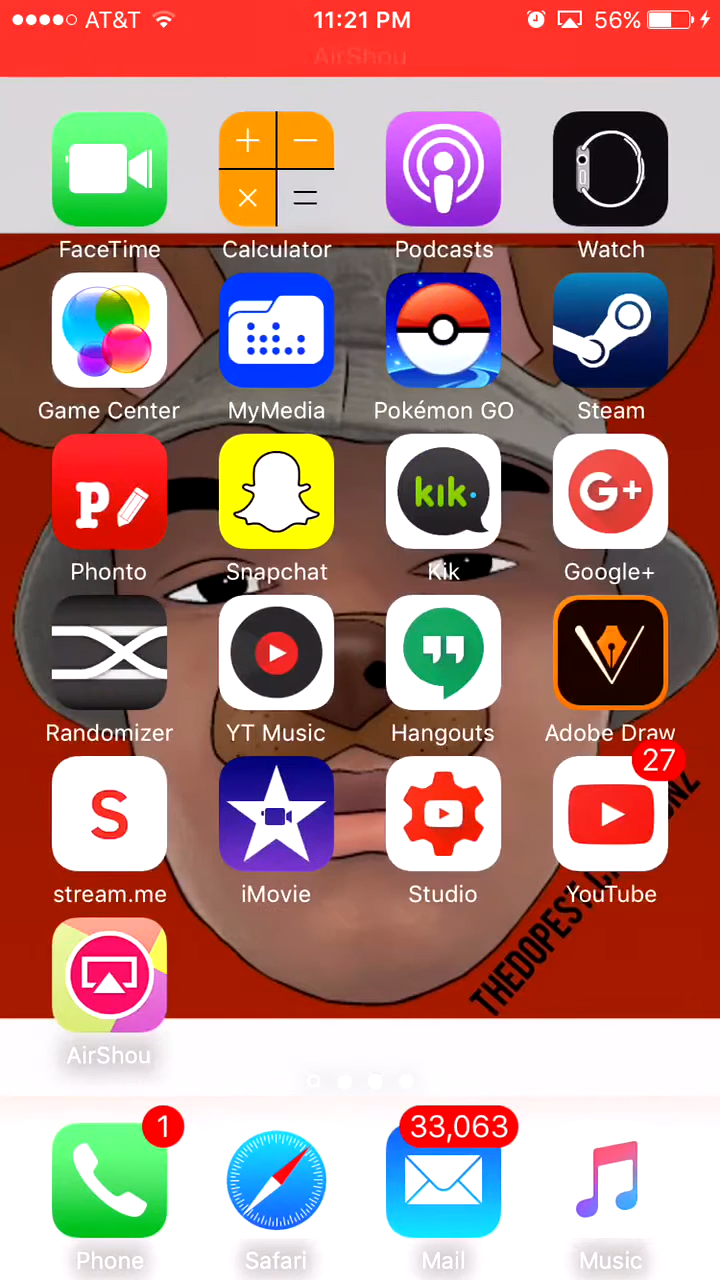 AT&T 11:21 PM 56%
AirShou
FaceTime Calculator Podcasts Watch
Game Center MyMedia Pokémon GO Steam
P kik· G+
Phonto Snapchat Kik Google+
Randomizer YT Music Hangouts Adobe Draw
27
S
stream.me iMovie Studio YouTube
AirShou
1 33,063
Phone Safari Mail Music